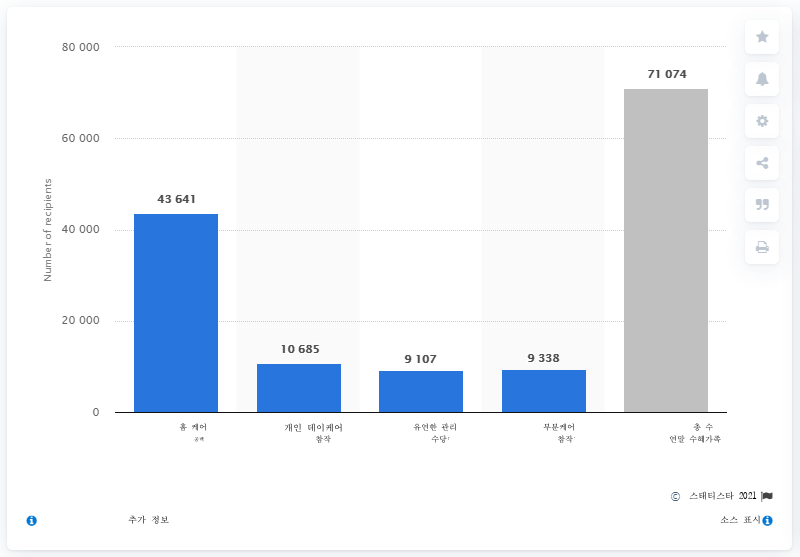 80 000
71 074
60 000
43 641
40 000
Number of recipients
20 000
10 685
9 107
9 338
0
홈 케어
공백
개인 데이케어
참작
유연한 관리
수당
부분케어
참작
총 수
연말 수혜가족
© 스태티스타 2021
추가 정보
소스 표시